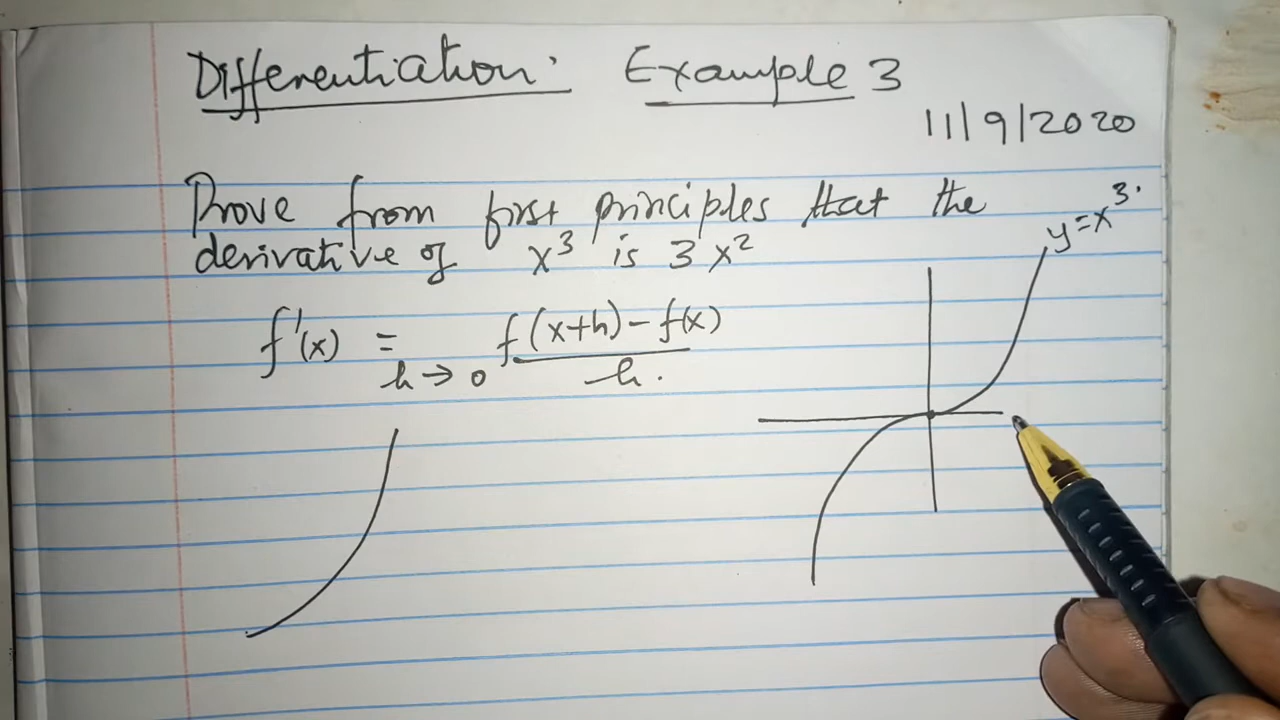 Differentiation. Example 3
11/9/2020
Prove from first principles that the
derivative of x³ is 3x²
y=x³.
f'(x) = f(x+h)-f(x)
h→0 h.